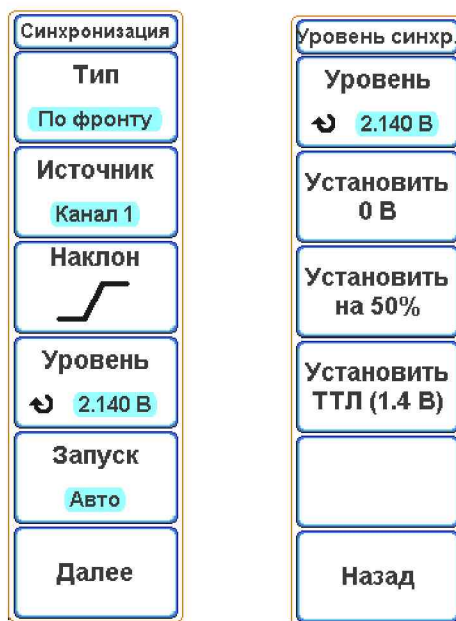 Синхронизация
Тип
По фронту
Источник
Канал 1
Наклон
Уровень
2.140 В
Запуск
Авто
Далее
Уровень синхр.
Уровень
2.140 В
Установить
0 В
Установить
на 50%
Установить
ТТЛ (1.4 В)
Назад